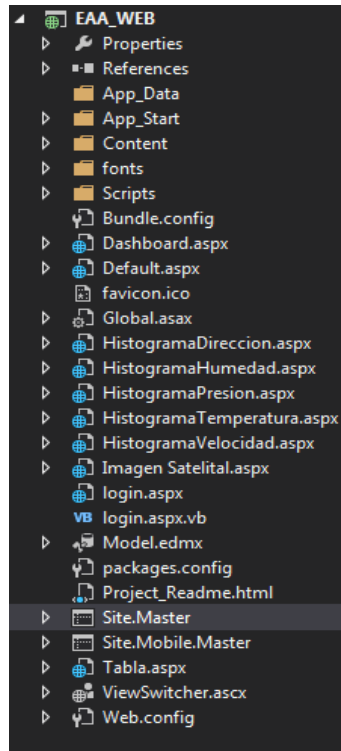 EAA_WEB
Properties
References
App_Data
App_Start
Content
fonts
Scripts
Bundle.config
Dashboard.aspx
Default.aspx
favicon.ico
Global.asax
HistogramaDireccion.aspx
HistogramaHumedad.aspx
HistogramaPresion.aspx
HistogramaTemperatura.aspx
HistogramaVelocidad.aspx
Imagen Satelital.aspx
login.aspx
VB login.aspx.vb
Model.edmx
packages.config
Project_Readme.html
Site.Master
Site.Mobile.Master
Tabla.aspx
ViewSwitcher.ascx
Web.config